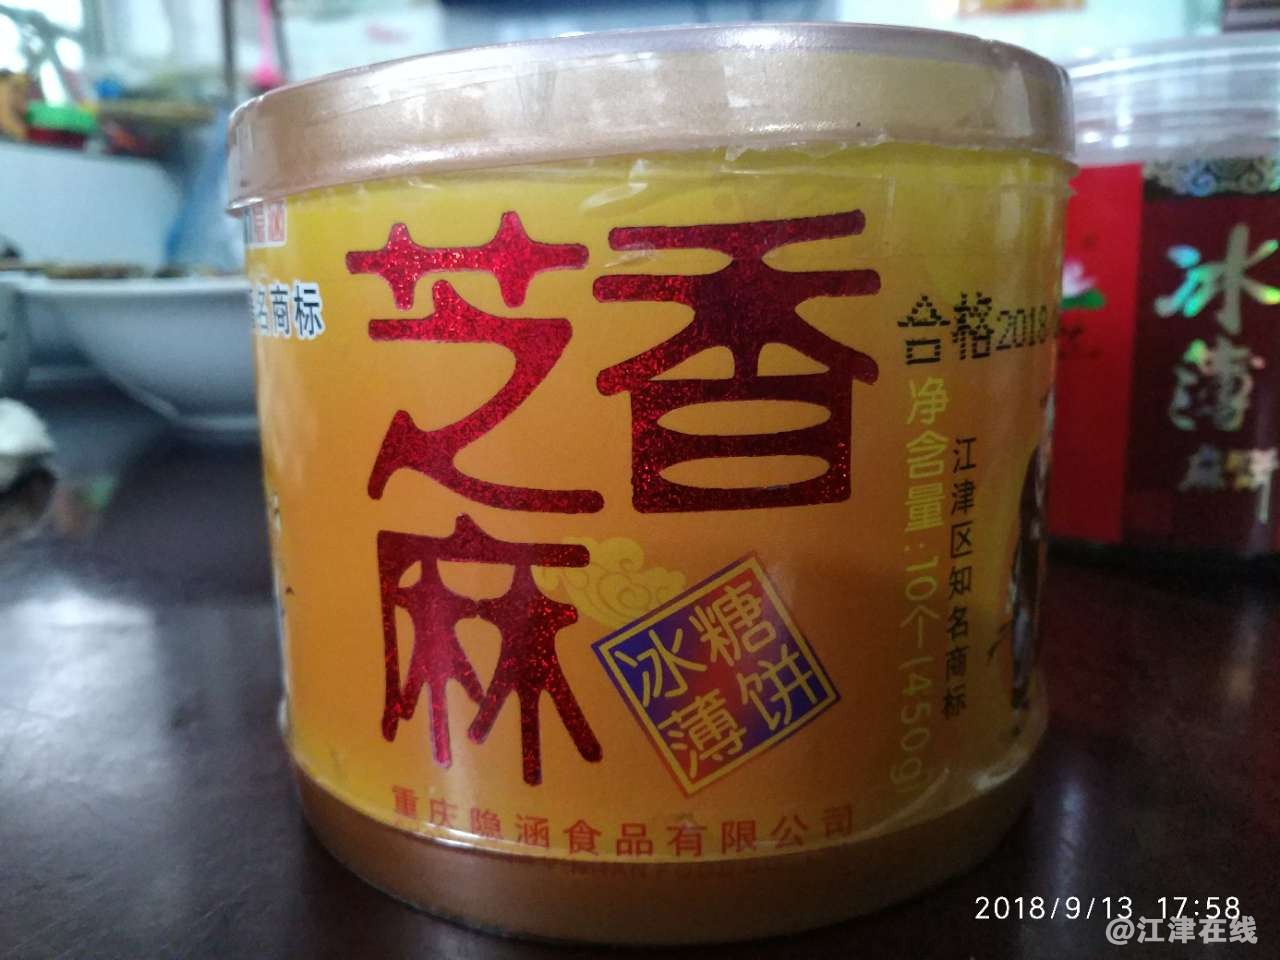 名商标
香
芝
麻
冰糖
薄饼
合格2018
净含量:10个(450g)
江津区知名商标
重庆隐涵食品有限公司
冰
薄
2018/9/13 17:58
@江津在线